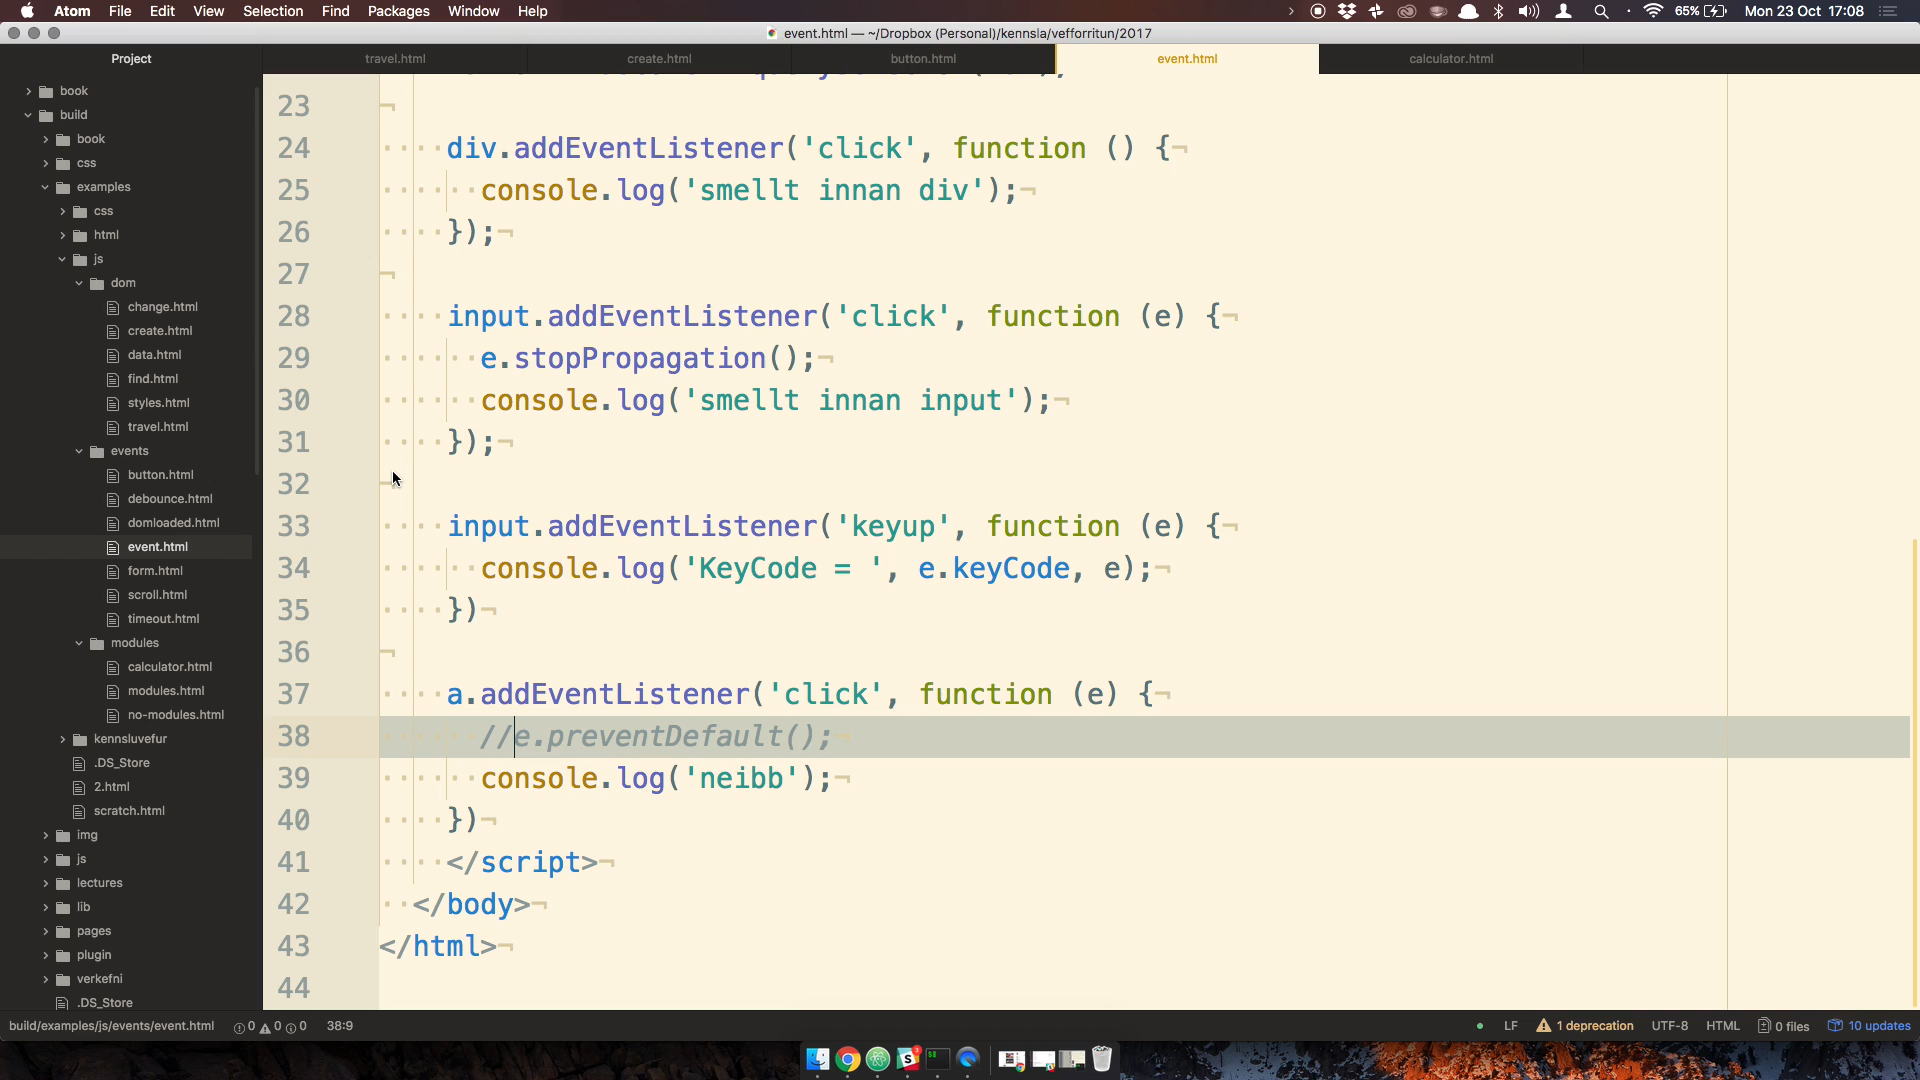 Atom File Edit View Selection Find Packages Window Help 65% Mon 23 Oct 17:08
event.html — ~/Dropbox (Personal)/kennsla/vefforritun/2017
Project travel.html create.html button.html event.html calculator.html
book
build
book
css
examples
css
html
js
dom
change.html
create.html
data.html
find.html
styles.html
travel.html
events
button.html
debounce.html
domloaded.html
event.html
form.html
scroll.html
timeout.html
modules
calculator.html
modules.html
no-modules.html
kennsluvefur
.DS_Store
2.html
scratch.html
img
js
lectures
lib
pages
plugin
verkefni
.DS_Store
23
24 div.addEventListener('click', function () {
25 console.log('smellt innan div');
26 });
27
28 input.addEventListener('click', function (e) {
29 e.stopPropagation();
30 console.log('smellt innan input');
31 });
32
33 input.addEventListener('keyup', function (e) {
34 console.log('KeyCode = ', e.keyCode, e);
35 })
36
37 a.addEventListener('click', function (e) {
38 //e.preventDefault();
39 console.log('neibb');
40 })
41 </script>
42 </body>
43 </html>
44
build/examples/js/events/event.html 0 0 0 38:9 LF 1 deprecation UTF-8 HTML 0 files 10 updates